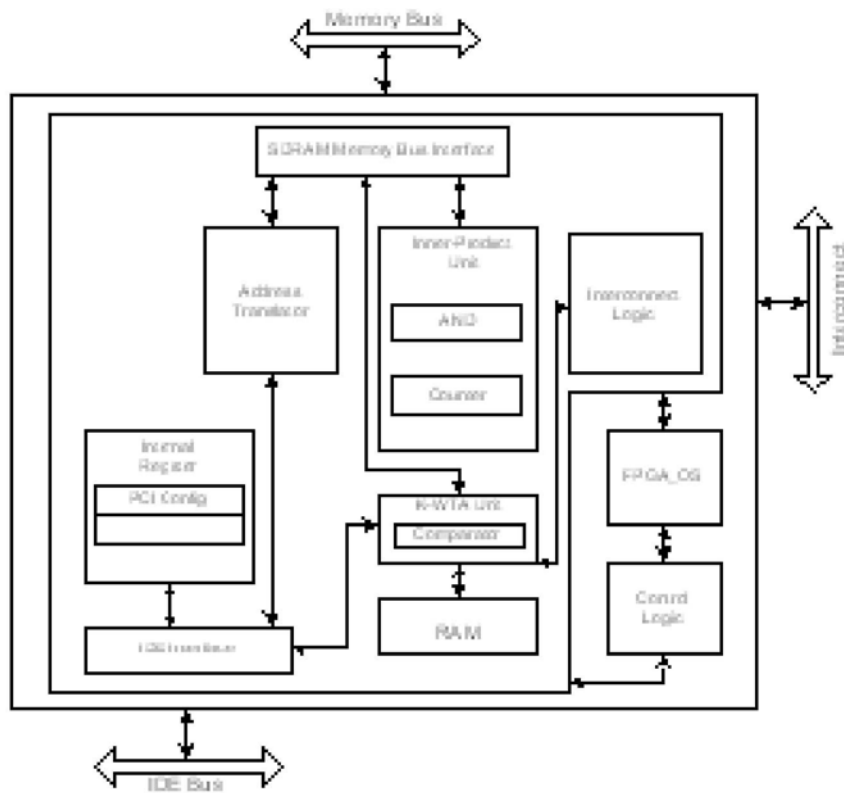 Memory Bus
SDRAM Memory Bus Interface
Inner-Product
Unit
Address
Translator
AND
Counter
Interconnect
Logic
Interconnect
Internal
Register
PCI Config
FPGA_OS
K-WTA Unit
Comparator
Control
Logic
RAM
IDE Interface
IDE Bus